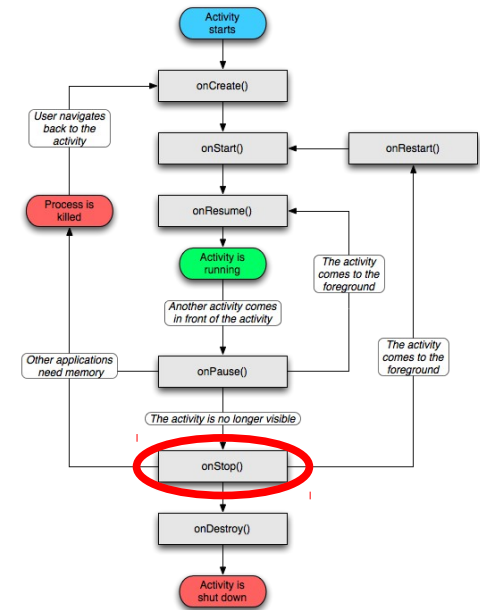 Activity
starts
onCreate()
User navigates
back to the
activity
onStart()
onRestart()
Process is
killed
onResume()
Activity is
running
The activity
comes to the
foreground
Another activity comes
in front of the activity
The activity
comes to the
foreground
Other applications
need memory
onPause()
The activity is no longer visible
onStop()
onDestroy()
Activity is
shut down